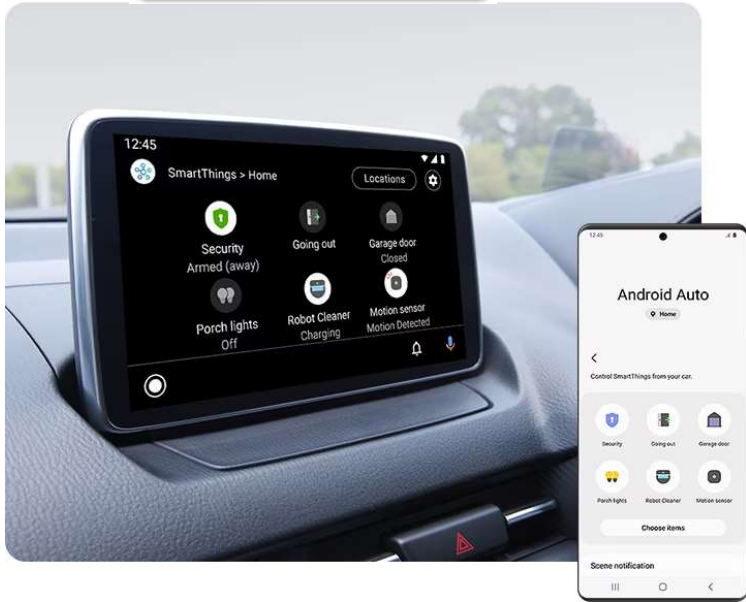 12:45
SmartThings > Home
Locations
Security
Armed (away)
Going out
Garage door
Closed
Porch lights
Off
Robot Cleaner
Charging
Motion sensor
Motion Detected
12:45
Android Auto
Home
Control SmartThings from your car.
Security
Going out
Garage door
Porch lights
Robot Cleaner
Motion sensor
Choose items
Scene notification